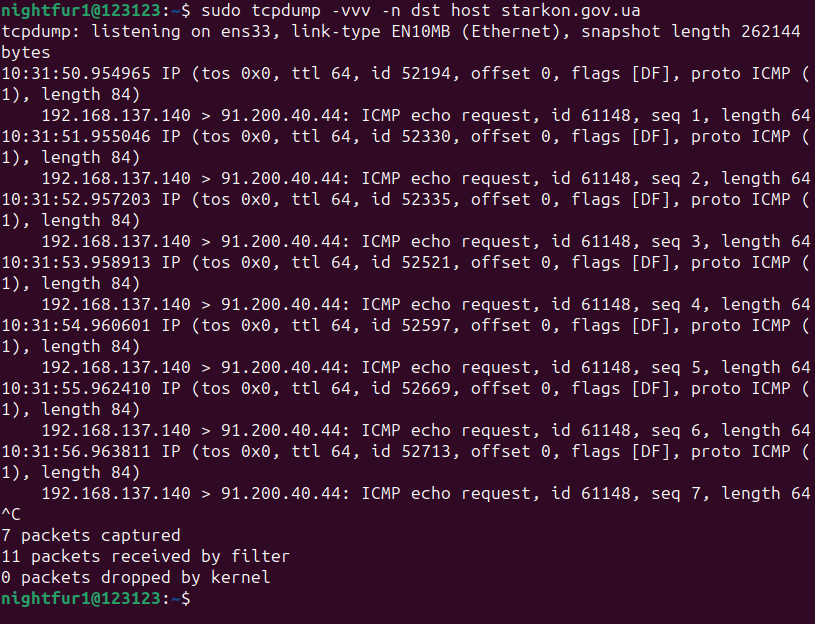 nightfur1@123123:~$ sudo tcpdump -vvv -n dst host starkon.gov.ua
tcpdump: listening on ens33, link-type EN10MB (Ethernet), snapshot length 262144
bytes
10:31:50.954965 IP (tos 0x0, ttl 64, id 52194, offset 0, flags [DF], proto ICMP (
1), length 84)
    192.168.137.140 > 91.200.40.44: ICMP echo request, id 61148, seq 1, length 64
10:31:51.955046 IP (tos 0x0, ttl 64, id 52330, offset 0, flags [DF], proto ICMP (
1), length 84)
    192.168.137.140 > 91.200.40.44: ICMP echo request, id 61148, seq 2, length 64
10:31:52.957203 IP (tos 0x0, ttl 64, id 52335, offset 0, flags [DF], proto ICMP (
1), length 84)
    192.168.137.140 > 91.200.40.44: ICMP echo request, id 61148, seq 3, length 64
10:31:53.958913 IP (tos 0x0, ttl 64, id 52521, offset 0, flags [DF], proto ICMP (
1), length 84)
    192.168.137.140 > 91.200.40.44: ICMP echo request, id 61148, seq 4, length 64
10:31:54.960601 IP (tos 0x0, ttl 64, id 52597, offset 0, flags [DF], proto ICMP (
1), length 84)
    192.168.137.140 > 91.200.40.44: ICMP echo request, id 61148, seq 5, length 64
10:31:55.962410 IP (tos 0x0, ttl 64, id 52669, offset 0, flags [DF], proto ICMP (
1), length 84)
    192.168.137.140 > 91.200.40.44: ICMP echo request, id 61148, seq 6, length 64
10:31:56.963811 IP (tos 0x0, ttl 64, id 52713, offset 0, flags [DF], proto ICMP (
1), length 84)
    192.168.137.140 > 91.200.40.44: ICMP echo request, id 61148, seq 7, length 64
^C
7 packets captured
11 packets received by filter
0 packets dropped by kernel
nightfur1@123123:~$